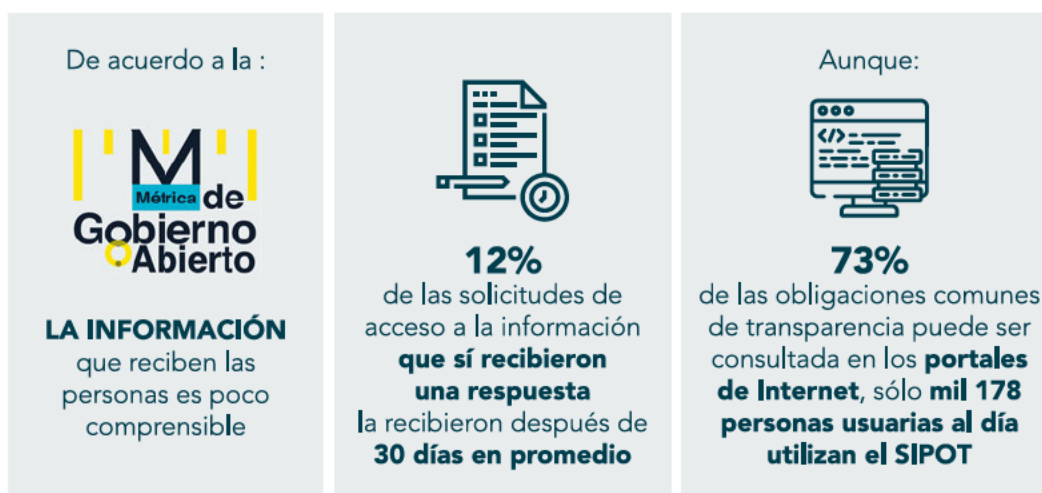 De acuerdo a la :
M
Métrica de
Gobierno
Abierto
LA INFORMACIÓN
que reciben las
personas es poco
comprensible
12%
de las solicitudes de
acceso a la información
que sí recibieron
una respuesta
la recibieron después de
30 días en promedio
Aunque:
</>
73%
de las obligaciones comunes
de transparencia puede ser
consultada en los portales
de Internet, sólo mil 178
personas usuarias al día
utilizan el SIPOT